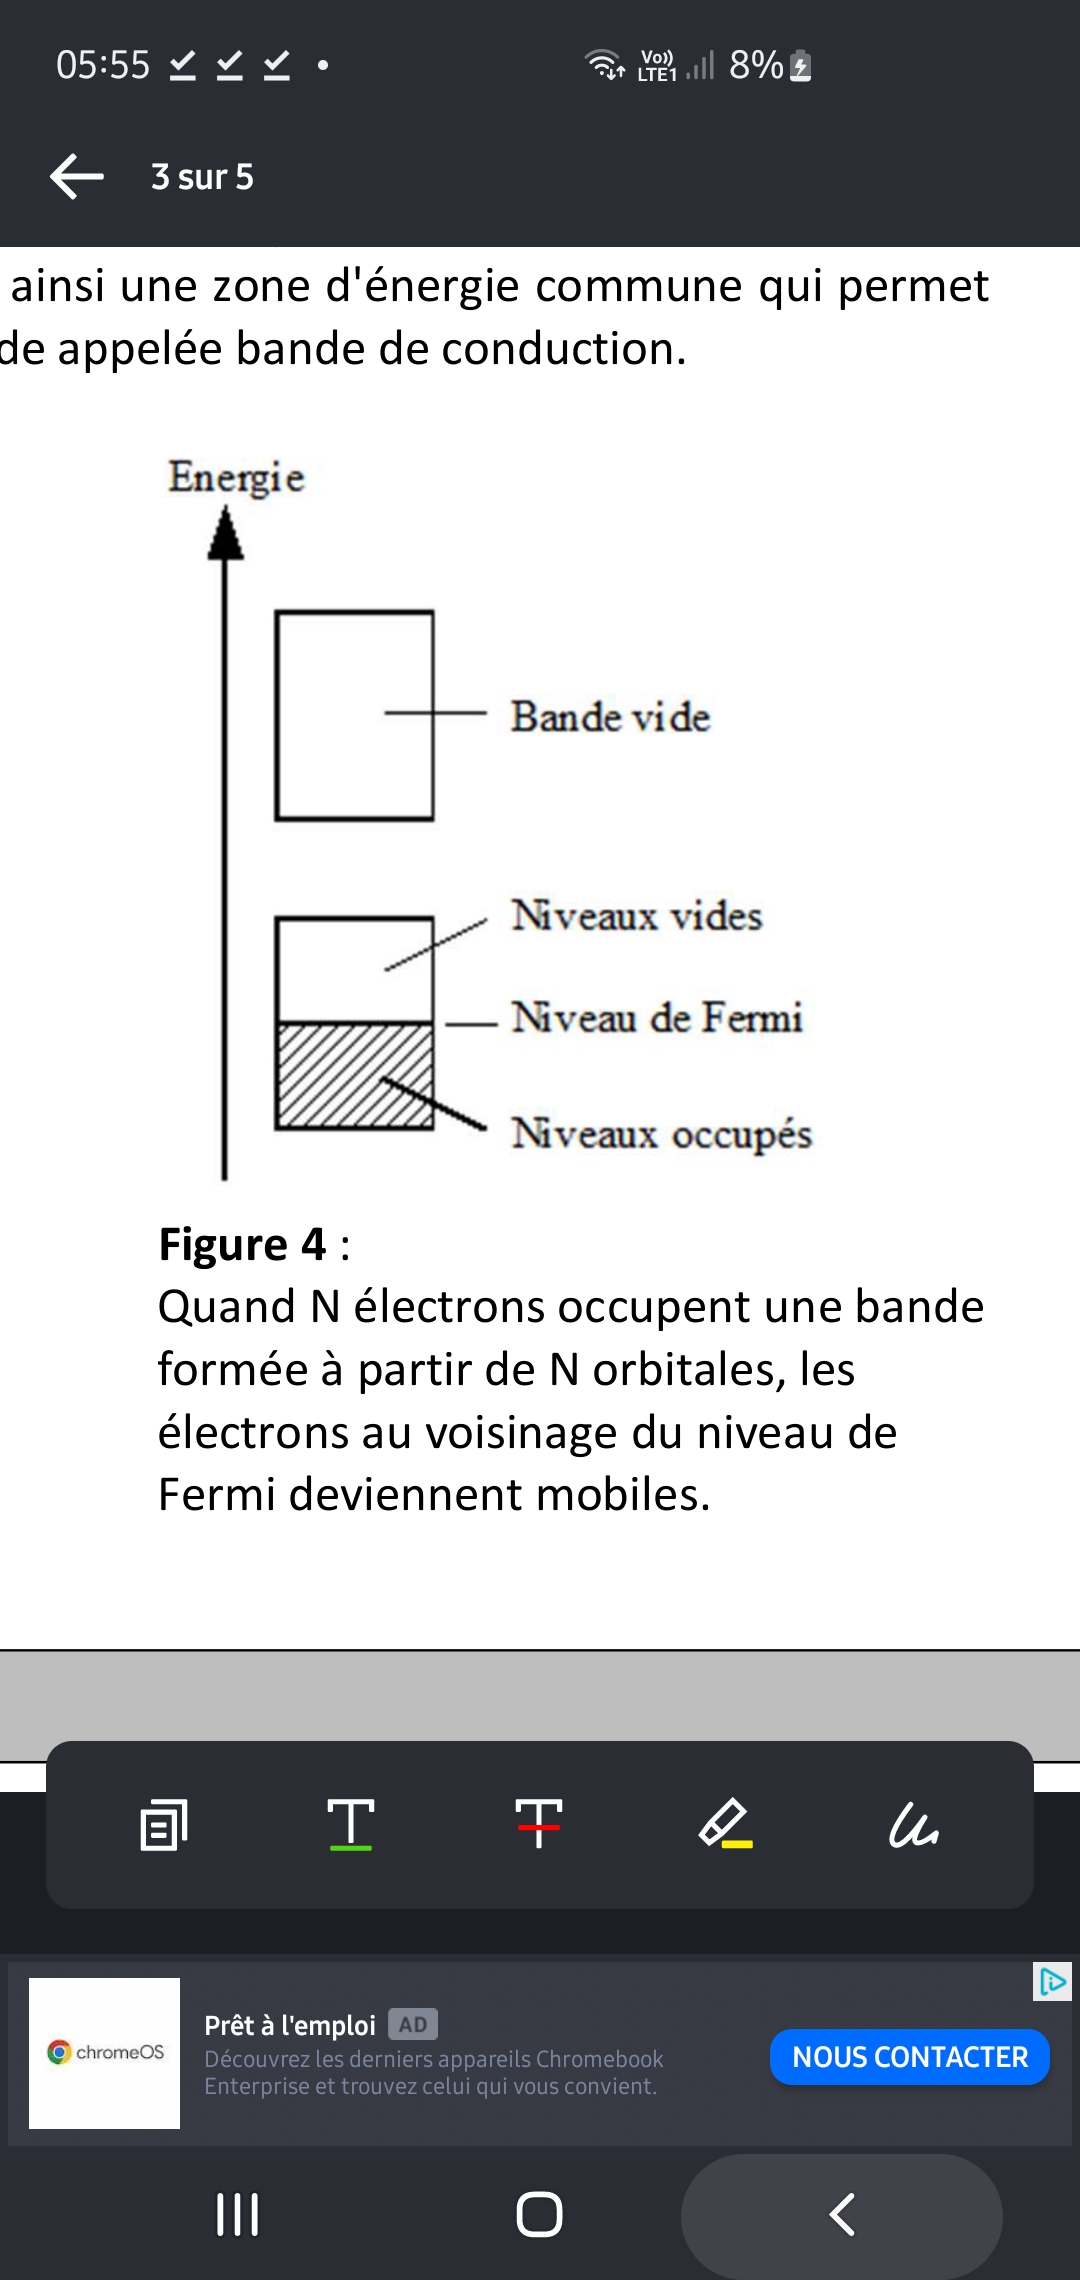 05:55
Vo)) LTE1 8%
3 sur 5
ainsi une zone d'énergie commune qui permet
de appelée bande de conduction.
Energie
Bande vide
Niveaux vides
Niveau de Fermi
Niveaux occupés
Figure 4 :
Quand N électrons occupent une bande
formée à partir de N orbitales, les
électrons au voisinage du niveau de
Fermi deviennent mobiles.
chromeOS
Prêt à l'emploi AD
Découvrez les derniers appareils Chromebook
Enterprise et trouvez celui qui vous convient.
NOUS CONTACTER